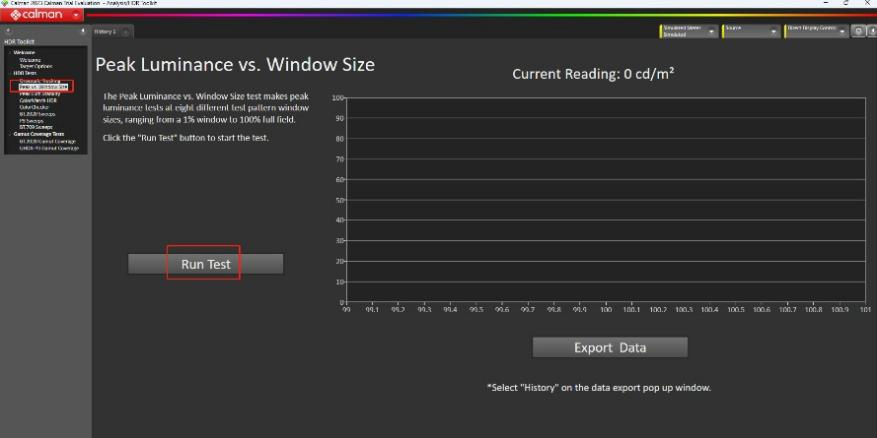 Calman 2023 Calman Trial Evaluation - Analysis/HDR Toolkit
calman
History 1
Simulated Meter
Simulated
Source
Direct Display Control
HDR Toolkit
Welcome
Welcome
Target Options
HDR Tests
Grayscale Tracking
Peak vs. Window Size
Peak Lum Stability
ColorMatch HDR
ColorChecker
BT.2020 Sweeps
P3 Sweeps
BT.709 Sweeps
Gamut Coverage Tests
BT.2020 Gamut Coverage
UHDA-P3 Gamut Coverage
Peak Luminance vs. Window Size
The Peak Luminance vs. Window Size test makes peak
luminance tests at eight different test pattern window
sizes, ranging from a 1% window to 100% full field.
Click the "Run Test" button to start the test.
Run Test
Current Reading: 0 cd/m²
100
90
80
70
60
50
40
30
20
10
0
99 99.1 99.2 99.3 99.4 99.5 99.6 99.7 99.8 99.9 100 100.1 100.2 100.3 100.4 100.5 100.6 100.7 100.8 100.9 101
Export Data
*Select "History" on the data export pop up window.